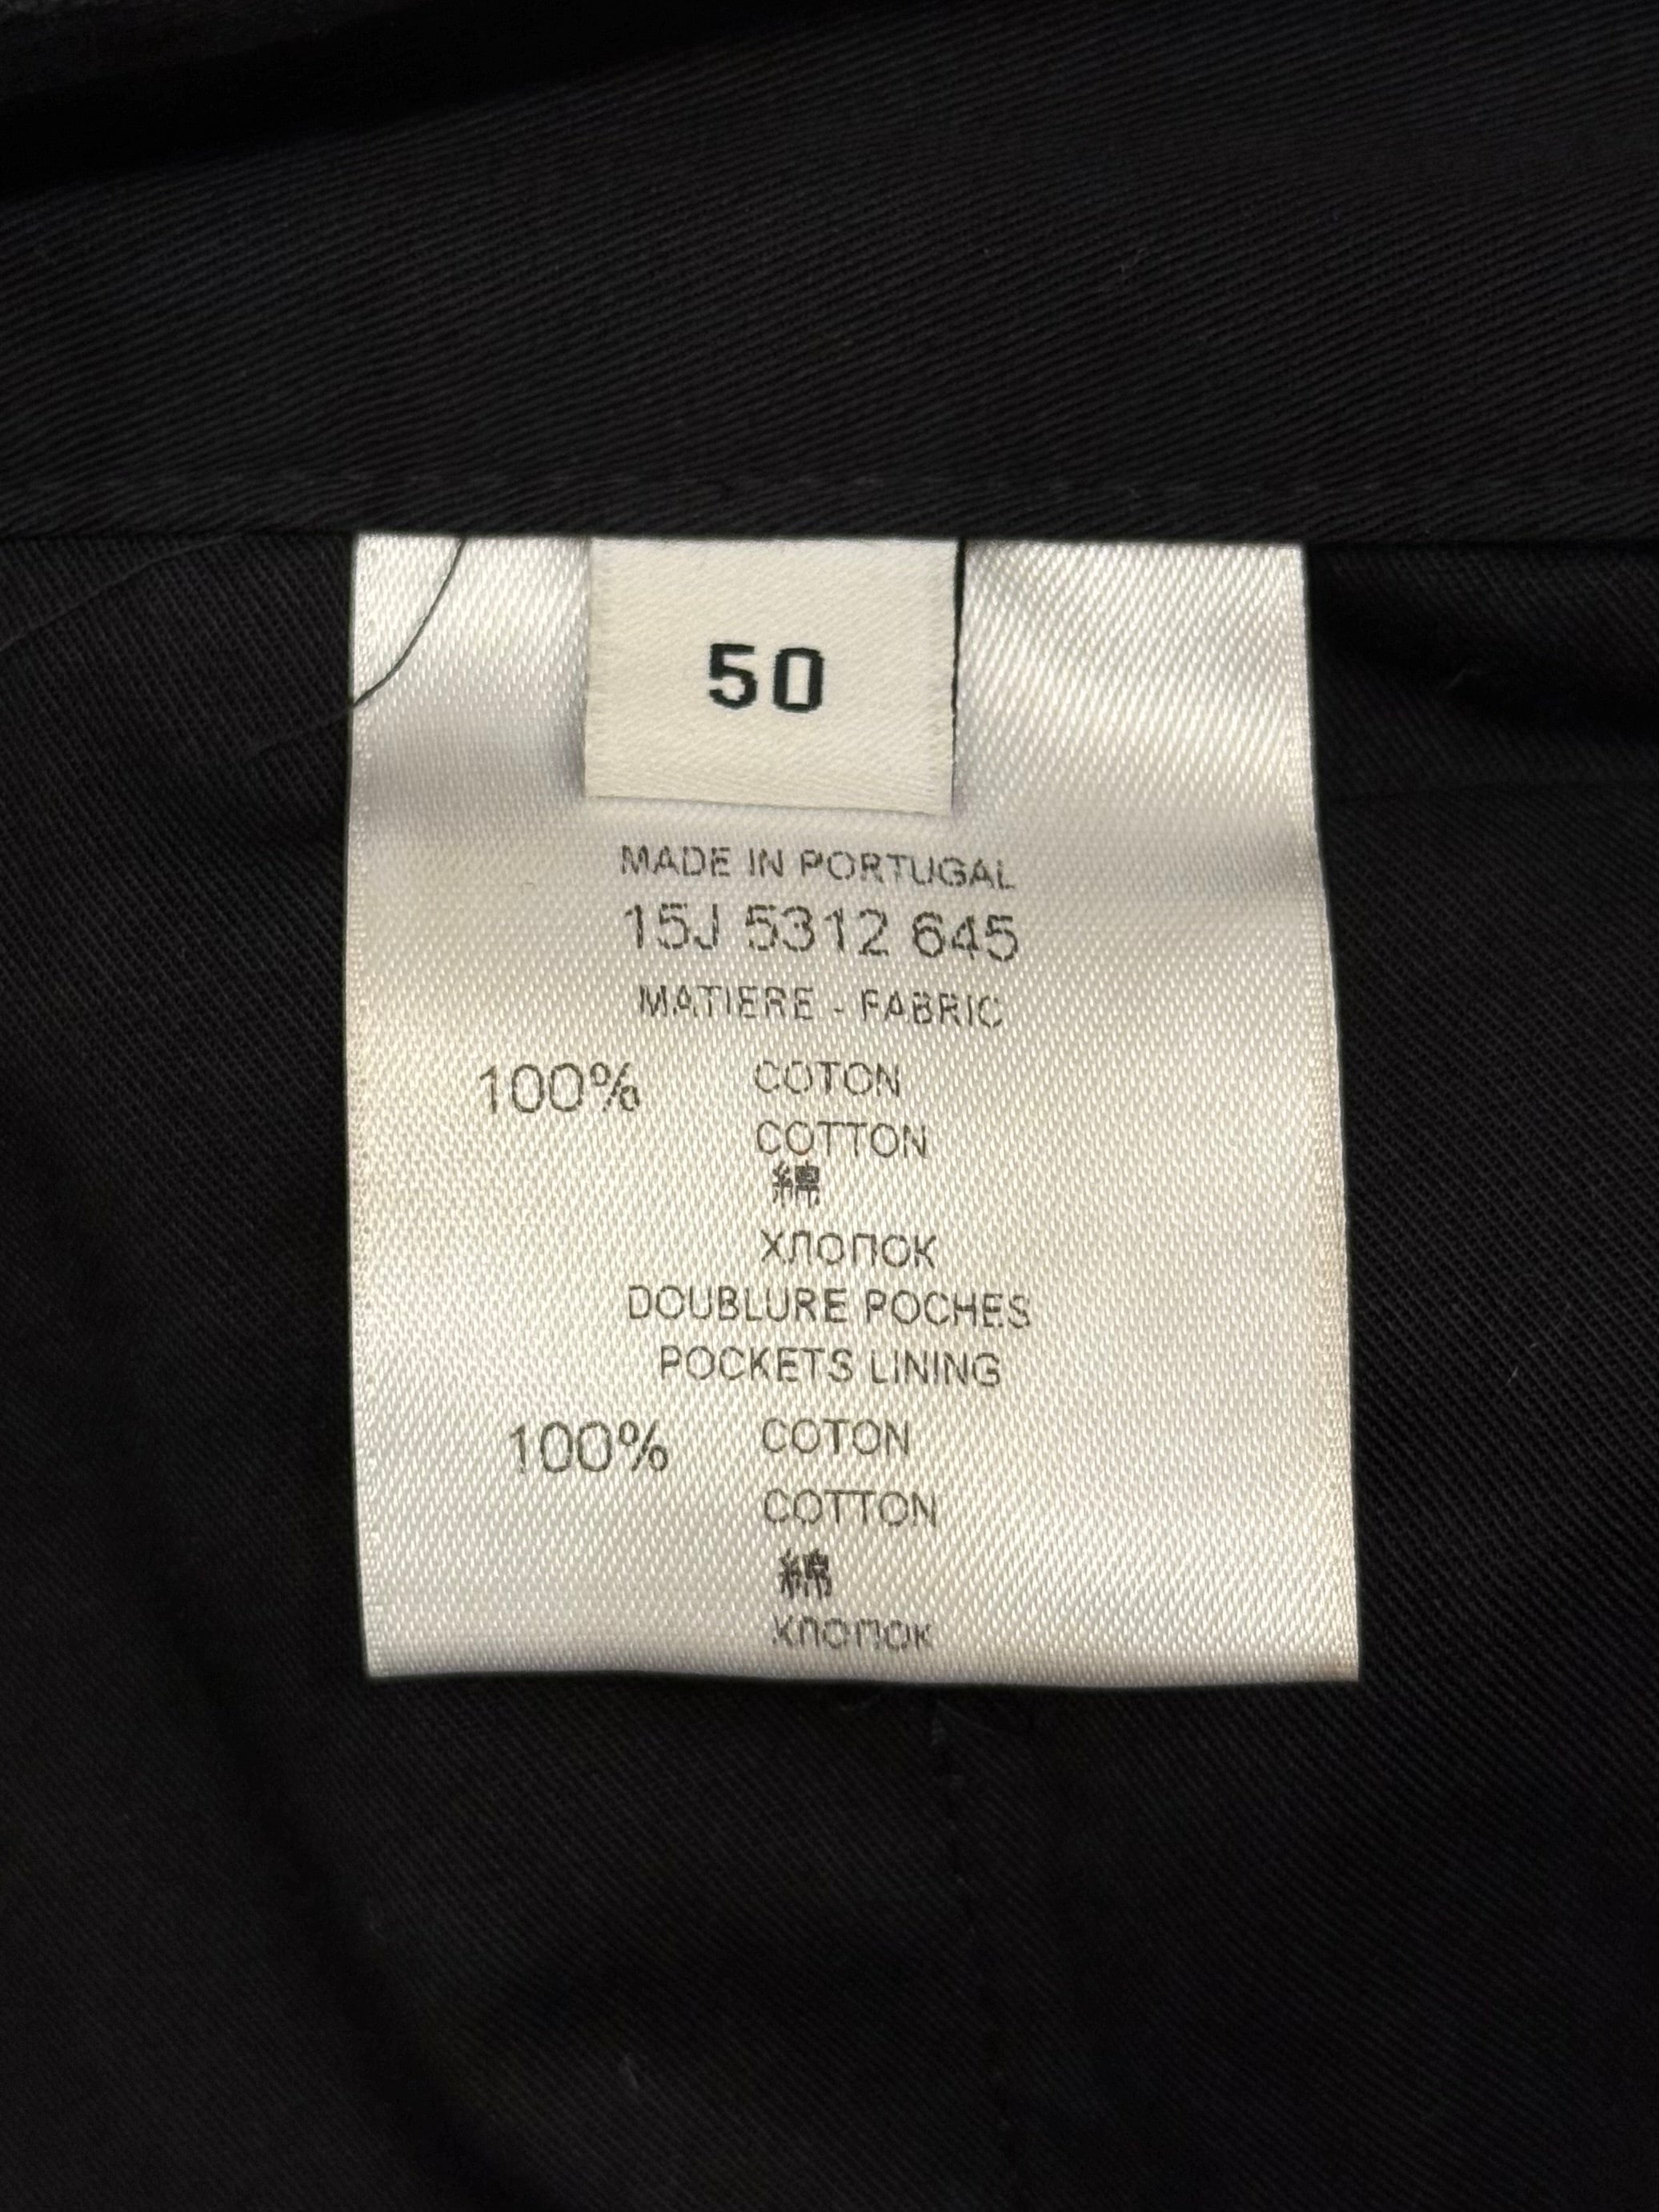 50
MADE IN PORTUGAL
15J 5312 645
MATIERE - FABRIC
100% COTON
COTTON
綿
хлопок
DOUBLURE POCHES
POCKETS LINING
100% COTON
COTTON
綿
хлопок